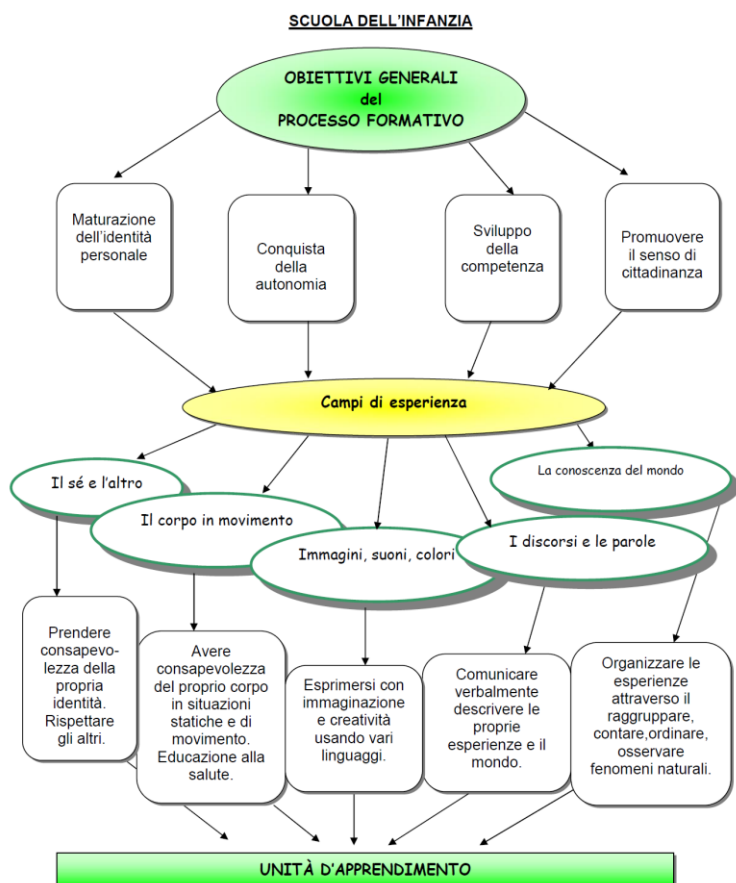 SCUOLA DELL'INFANZIA
OBIETTIVI GENERALI
del
PROCESSO FORMATIVO
Maturazione
dell'identità
personale
Conquista
della
autonomia
Sviluppo
della
competenza
Promuovere
il senso di
cittadinanza
Campi di esperienza
Il sé e l'altro
Il corpo in movimento
Immagini, suoni, colori
I discorsi e le parole
La conoscenza del mondo
Prendere
consapevo-
lezza della
propria
identità.
Rispettare
gli altri.
Avere
consapevolezza
del proprio corpo
in situazioni
statiche e di
movimento.
Educazione alla
salute.
Esprimersi con
immaginazione
e creatività
usando vari
linguaggi.
Comunicare
verbalmente
descrivere le
proprie
esperienze e il
mondo.
Organizzare le
esperienze
attraverso il
raggruppare,
contare,ordinare,
osservare
fenomeni naturali.
UNITÀ D'APPRENDIMENTO